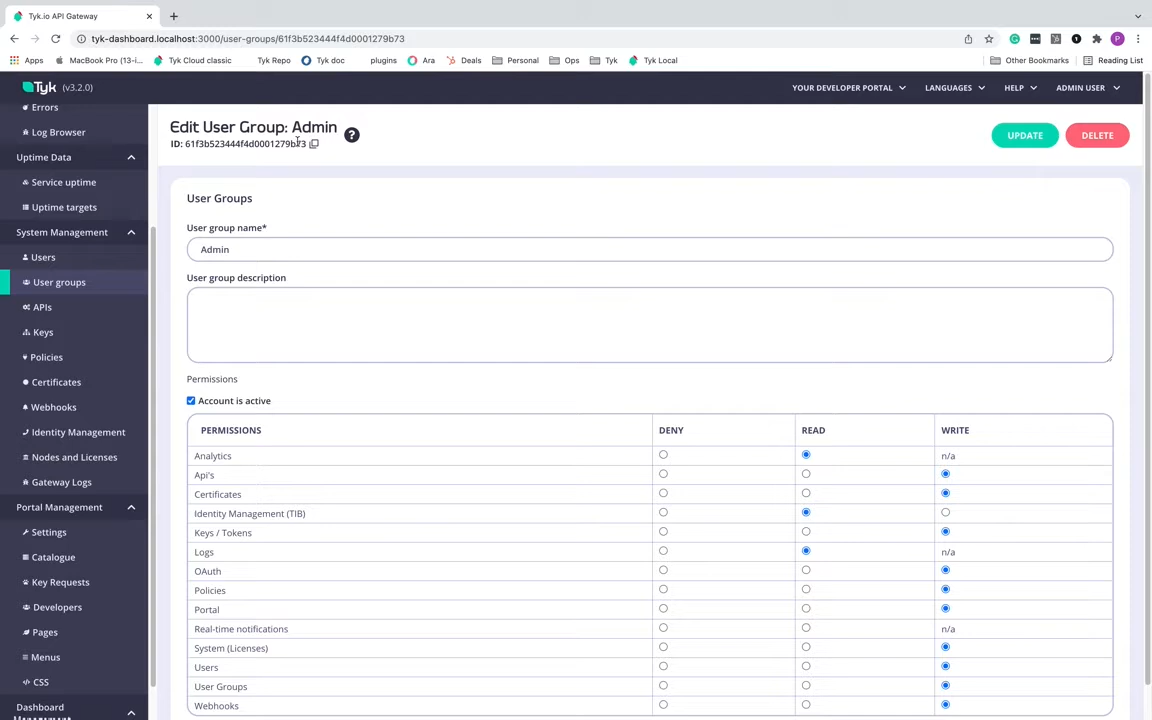 Tyk.io API Gateway
tyk-dashboard.localhost:3000/user-groups/61f3b523444f4d0001279b73
P
Apps
MacBook Pro (13-i...
Tyk Cloud classic
Tyk Repo
Tyk doc
plugins
Ara
Deals
Personal
Ops
Tyk
Tyk Local
Other Bookmarks
Reading List
Tyk (v3.2.0)
YOUR DEVELOPER PORTAL
LANGUAGES
HELP
ADMIN USER
Errors
Log Browser
Uptime Data
Service uptime
Uptime targets
System Management
Users
User groups
APIs
Keys
Policies
Certificates
Webhooks
Identity Management
Nodes and Licenses
Gateway Logs
Portal Management
Settings
Catalogue
Key Requests
Developers
Pages
Menus
CSS
Dashboard
Management
Edit User Group: Admin ?
ID: 61f3b523444f4d0001279b73
UPDATE
DELETE
User Groups
User group name*
Admin
User group description
Permissions
Account is active
PERMISSIONS DENY READ WRITE
Analytics n/a
Api's
Certificates
Identity Management (TIB)
Keys / Tokens
Logs n/a
OAuth
Policies
Portal
Real-time notifications n/a
System (Licenses)
Users
User Groups
Webhooks